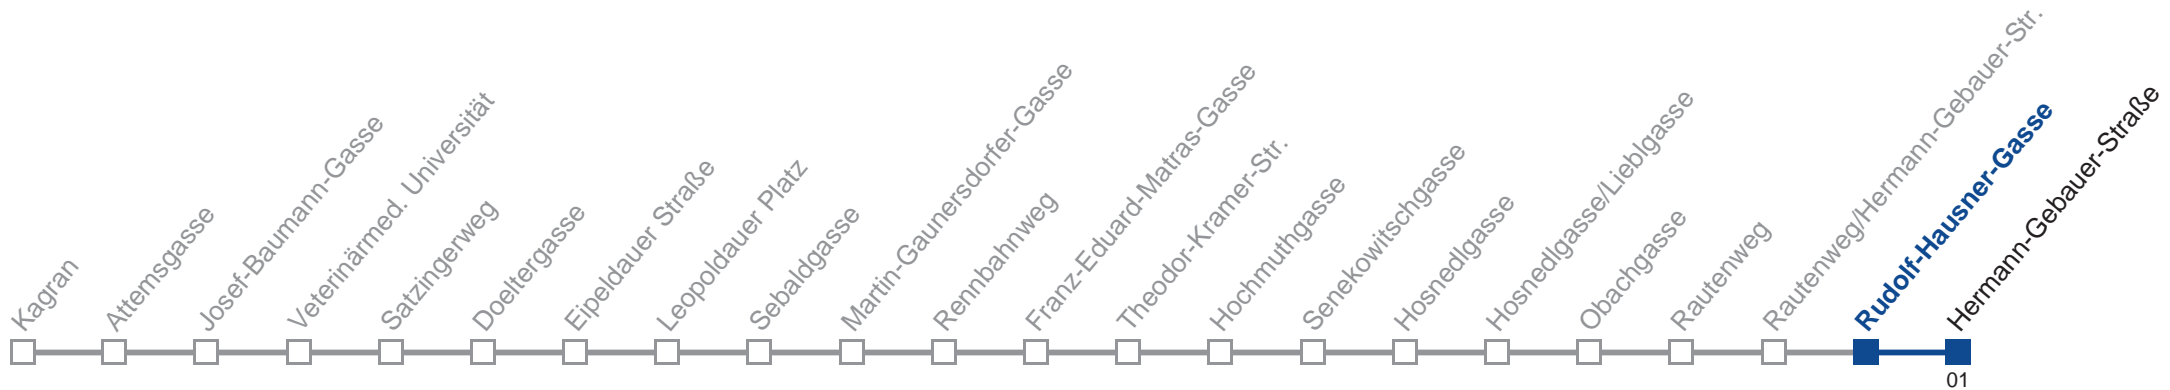 Kagran
Attemsgasse
Josef-Baumann-Gasse
Veterinärmed. Universität
Satzingerweg
Doeltergasse
Eipeldauer Straße
Leopoldauer Platz
Sebaldgasse
Martin-Gaunersdorfer-Gasse
Rennbahnweg
Franz-Eduard-Matras-Gasse
Theodor-Kramer-Str.
Hochmuthgasse
Senekowitschgasse
Hosnedlgasse
Hosnedlgasse/Lieblgasse
Obachgasse
Rautenweg
Rautenweg/Hermann-Gebauer-Str.
Rudolf-Hausner-Gasse
Hermann-Gebauer-Straße
01